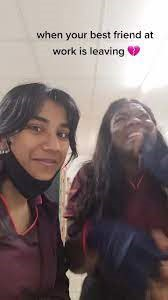 when your best friend at
work is leaving 💔